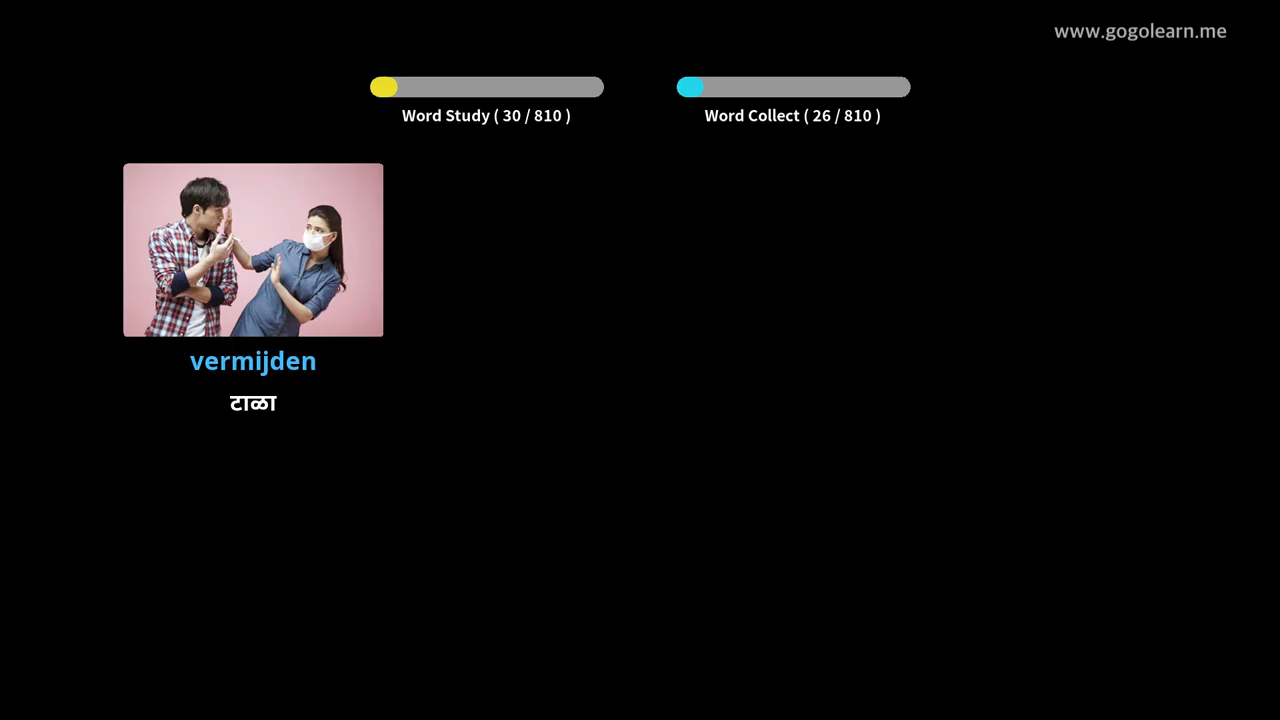 www.gogolearn.me
Word Study ( 30 / 810 )
Word Collect ( 26 / 810 )
vermijden
टाळा